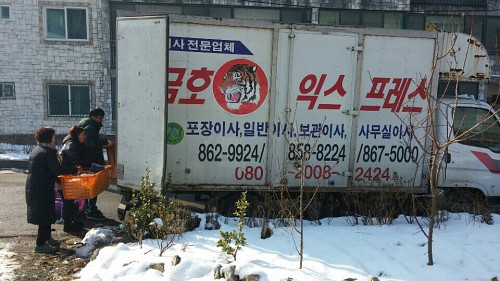 이사 전문업체
금호 익스프레스
포장이사, 일반이사, 보관이사, 사무실이사
862-9924/ 858-8224 /867-5000
080-2008-2424